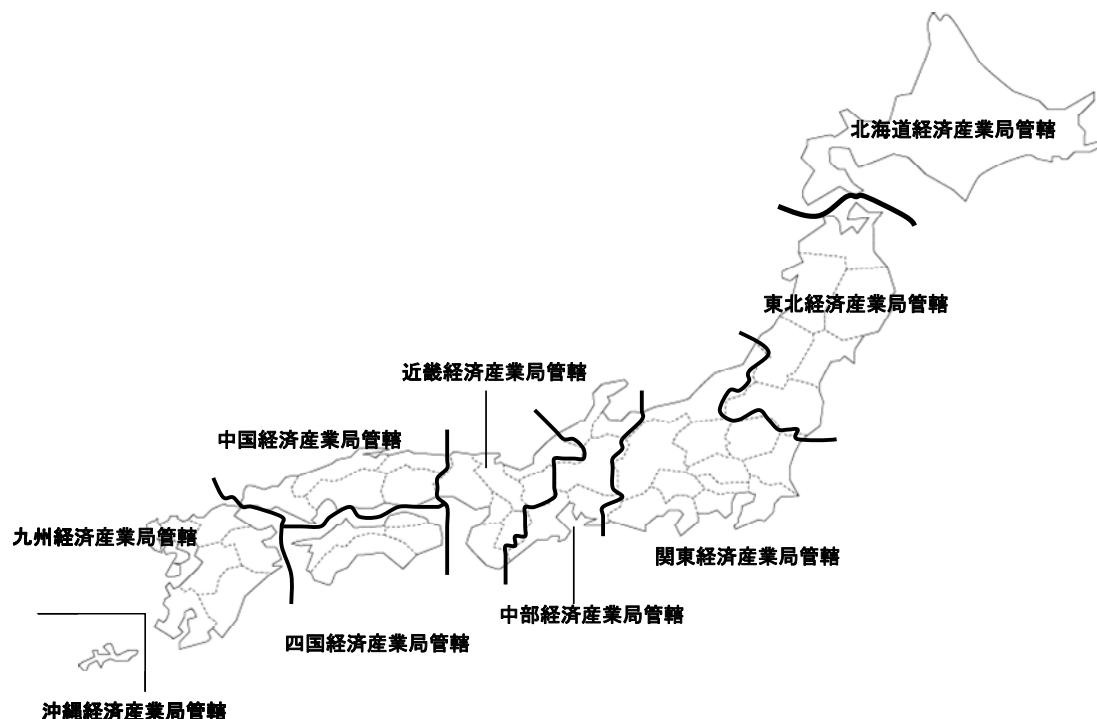 北海道経済産業局管轄
東北経済産業局管轄
近畿経済産業局管轄
中国経済産業局管轄
九州経済産業局管轄
関東経済産業局管轄
中部経済産業局管轄
四国経済産業局管轄
沖縄経済産業局管轄